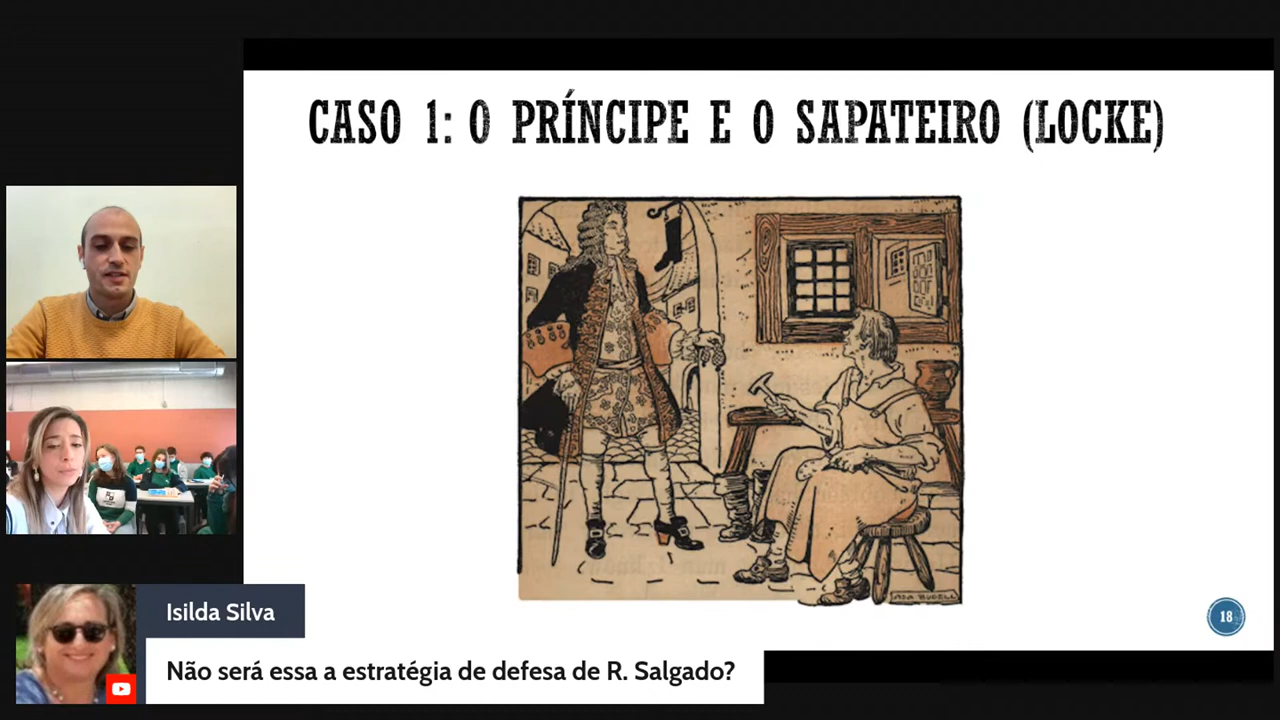 CASO 1: O PRÍNCIPE E O SAPATEIRO (LOCKE)
18
Isilda Silva
Não será essa a estratégia de defesa de R. Salgado?